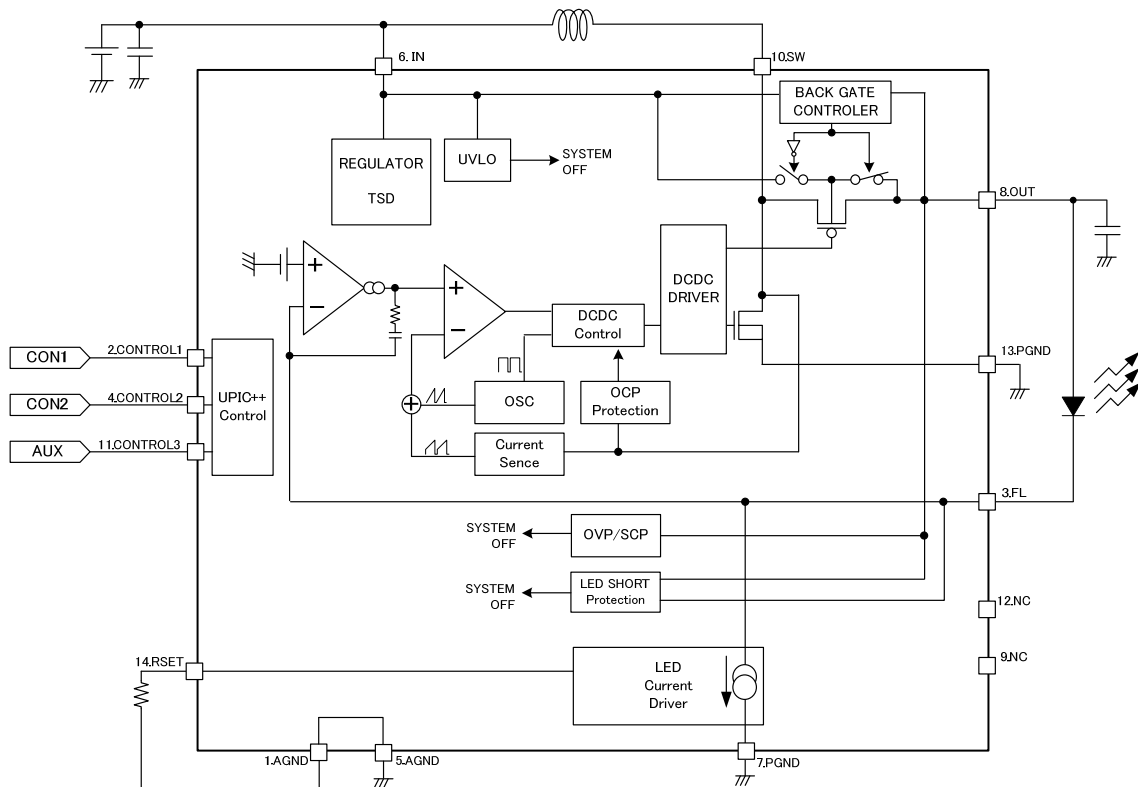 6. IN
10.SW
BACK GATE
CONTROLER
REGULATOR
TSD
UVLO
SYSTEM
OFF
8.OUT
+
−
+
−
DCDC
Control
DCDC
DRIVER
13.PGND
CON1
2.CONTROL1
CON2
4.CONTROL2
AUX
11.CONTROL3
UPIC++
Control
OSC
OCP
Protection
+
Current
Sence
3.FL
SYSTEM
OFF
OVP/SCP
SYSTEM
OFF
LED SHORT
Protection
12.NC
9.NC
14.RSET
LED
Current
Driver
1.AGND
5.AGND
7.PGND